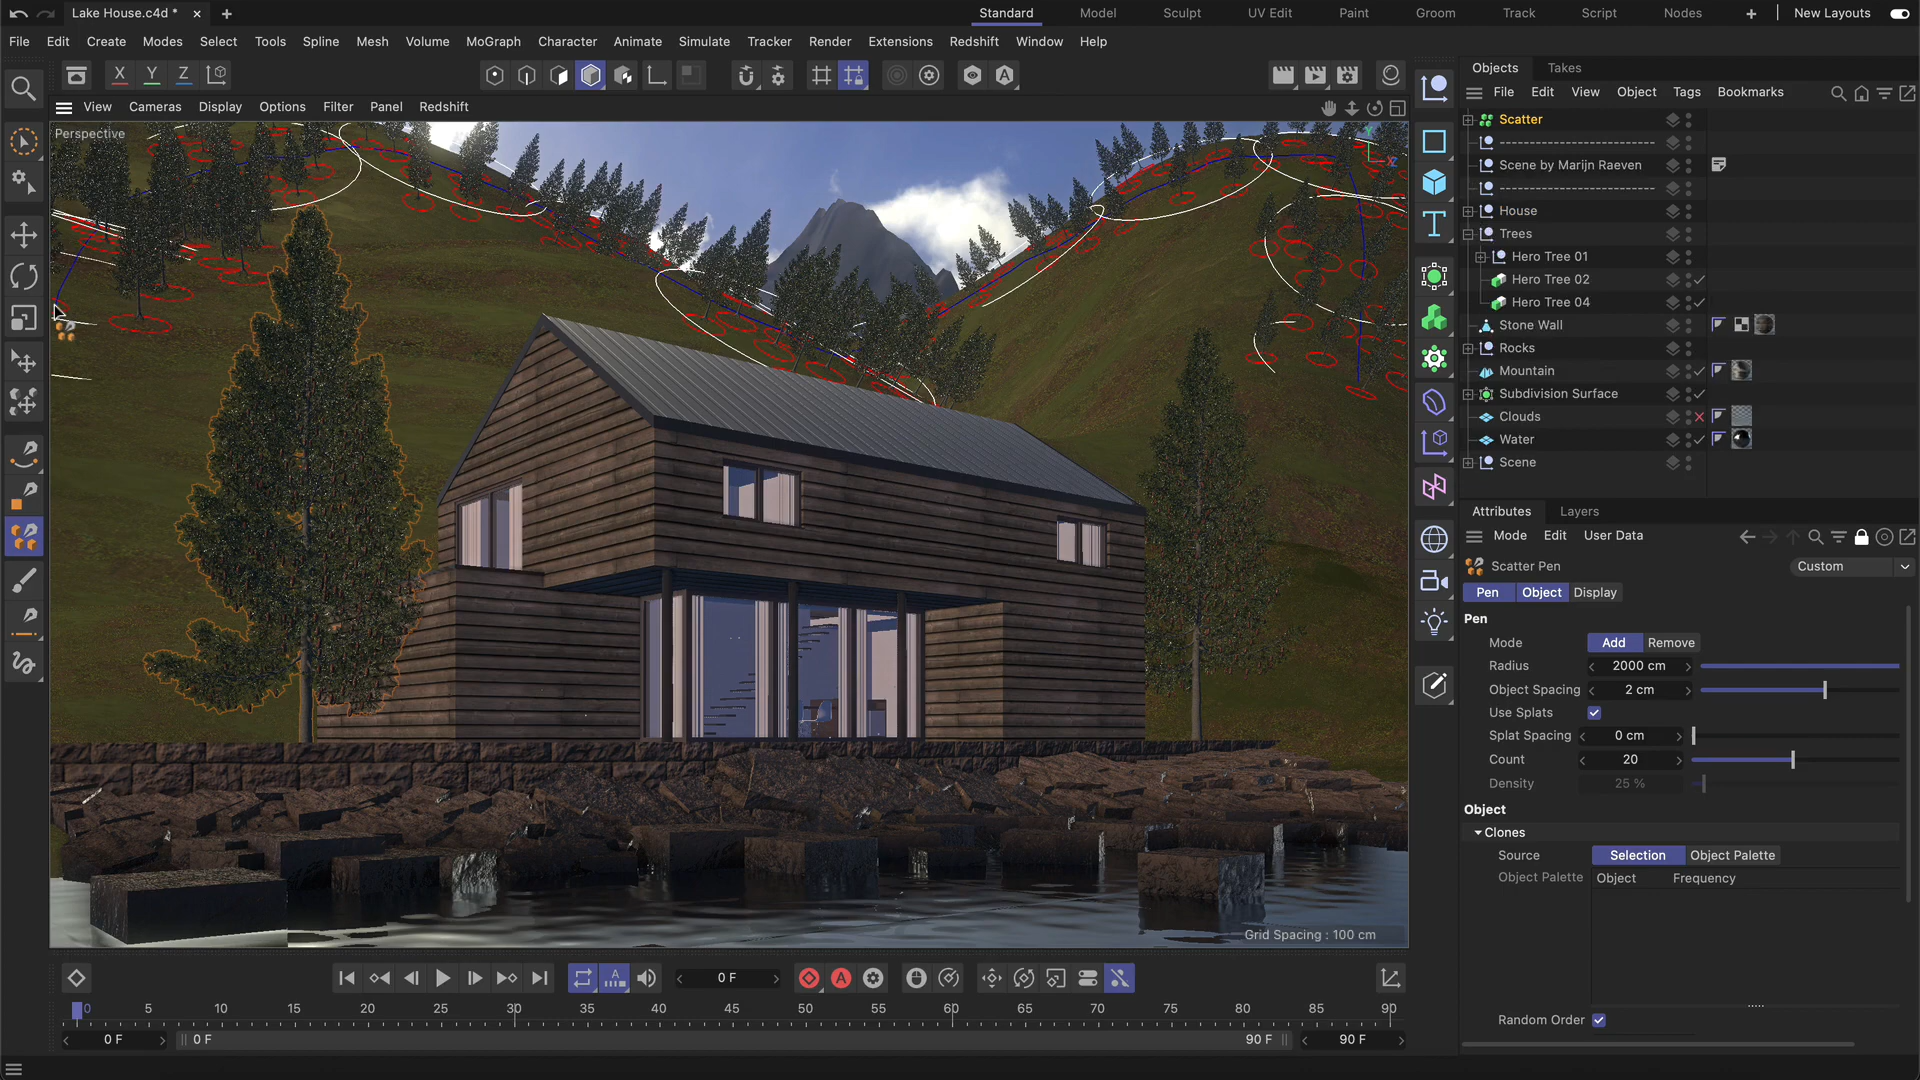 Lake House.c4d *
Standard Model Sculpt UV Edit Paint Groom Track Script Nodes New Layouts
File Edit Create Modes Select Tools Spline Mesh Volume MoGraph Character Animate Simulate Tracker Render Extensions Redshift Window Help
X Y Z
A
View Cameras Display Options Filter Panel Redshift
Perspective
Y
X
Z
Grid Spacing : 100 cm
T
Objects Takes
File Edit View Object Tags Bookmarks
Scatter
--------------------------
Scene by Marijn Raeven
--------------------------
House
Trees
Hero Tree 01
Hero Tree 02
Hero Tree 04
Stone Wall
Rocks
Mountain
Subdivision Surface
Clouds
Water
Scene
Attributes Layers
Mode Edit User Data
Scatter Pen Custom
Pen Object Display
Pen
Mode Add Remove
Radius 2000 cm
Object Spacing 2 cm
Use Splats
Splat Spacing 0 cm
Count 20
Density 25 %
Object
Clones
Source Selection Object Palette
Object Palette Object Frequency
Random Order
A 0 F A
0 5 10 15 20 25 30 35 40 45 50 55 60 65 70 75 80 85 90
0 F 0 F 90 F 90 F